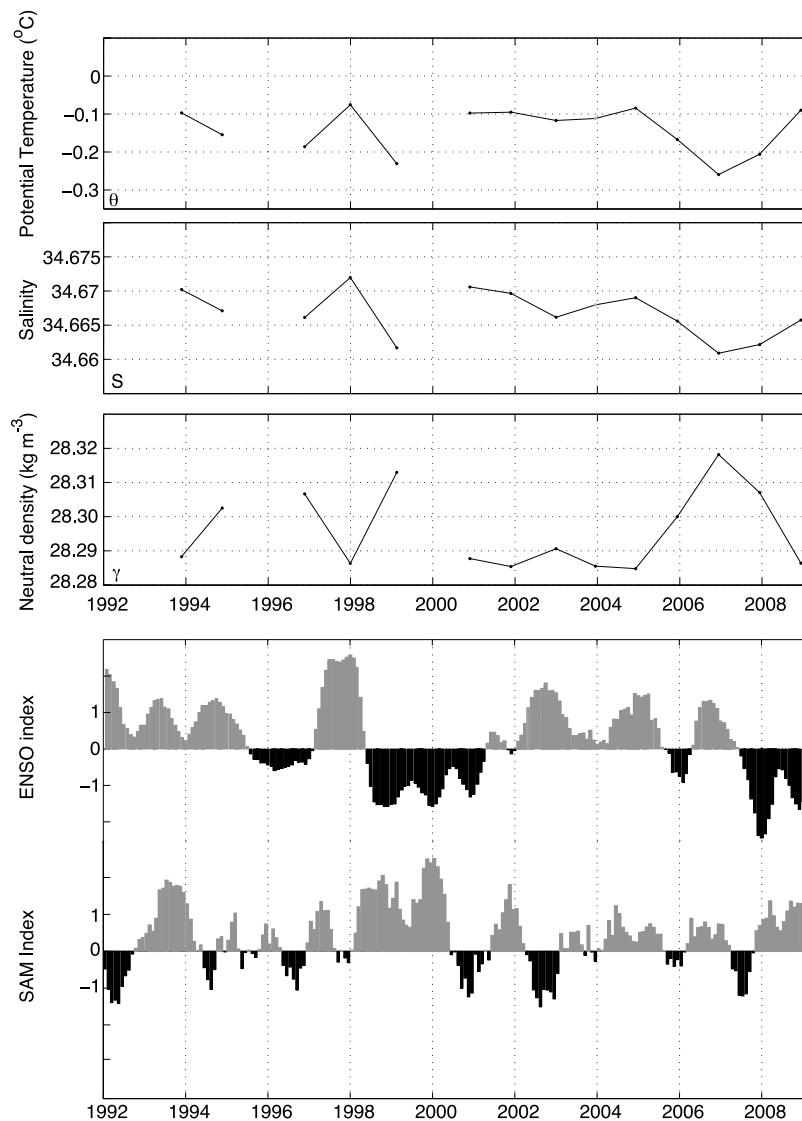 Potential Temperature (°C)
0
−0.1
−0.2
−0.3
θ
Salinity
34.675
34.67
34.665
34.66
S
Neutral density (kg m⁻³)
28.32
28.31
28.30
28.29
28.28
γ
1992 1994 1996 1998 2000 2002 2004 2006 2008
ENSO index
1
0
−1
SAM Index
1
0
−1
1992 1994 1996 1998 2000 2002 2004 2006 2008